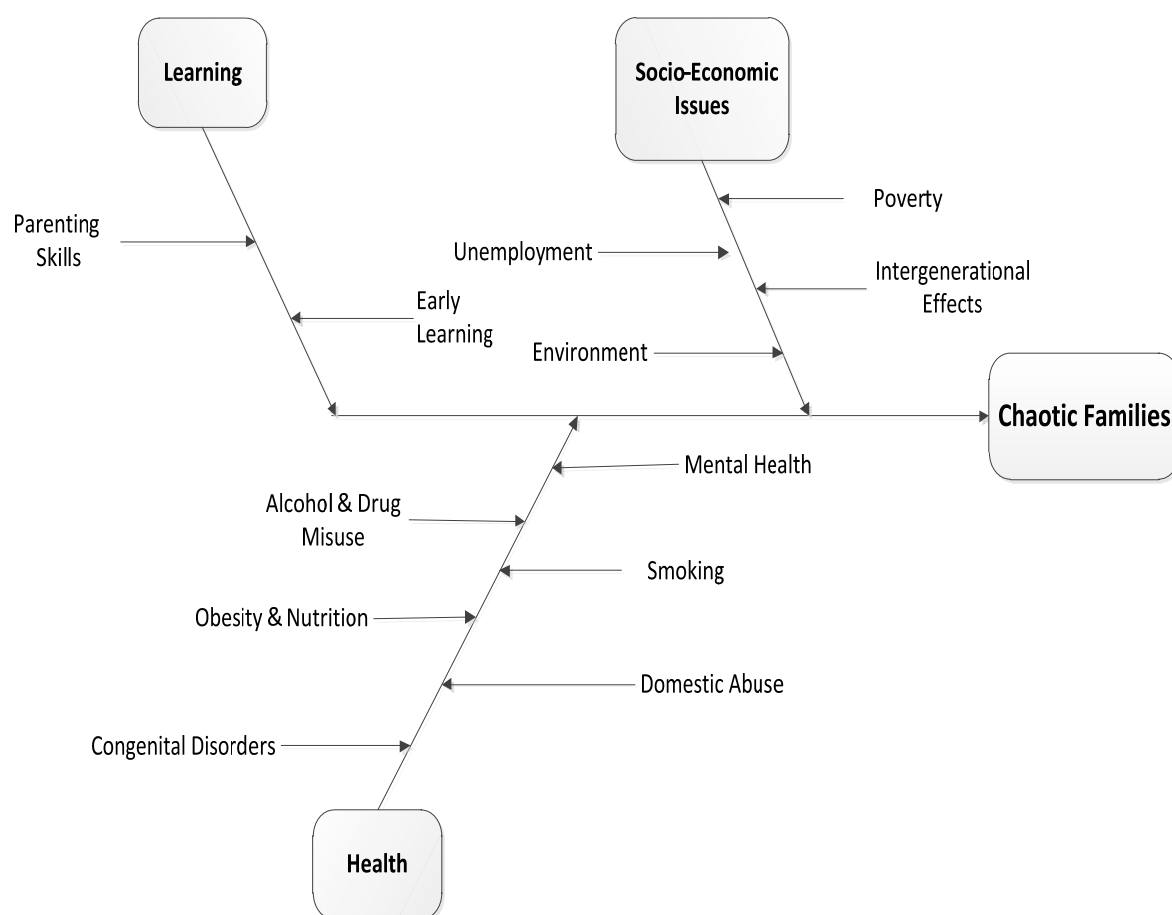 Learning
Socio-Economic
Issues
Parenting
Skills
Early
Learning
Poverty
Unemployment
Intergenerational
Effects
Environment
Chaotic Families
Mental Health
Alcohol & Drug
Misuse
Smoking
Obesity & Nutrition
Domestic Abuse
Congenital Disorders
Health